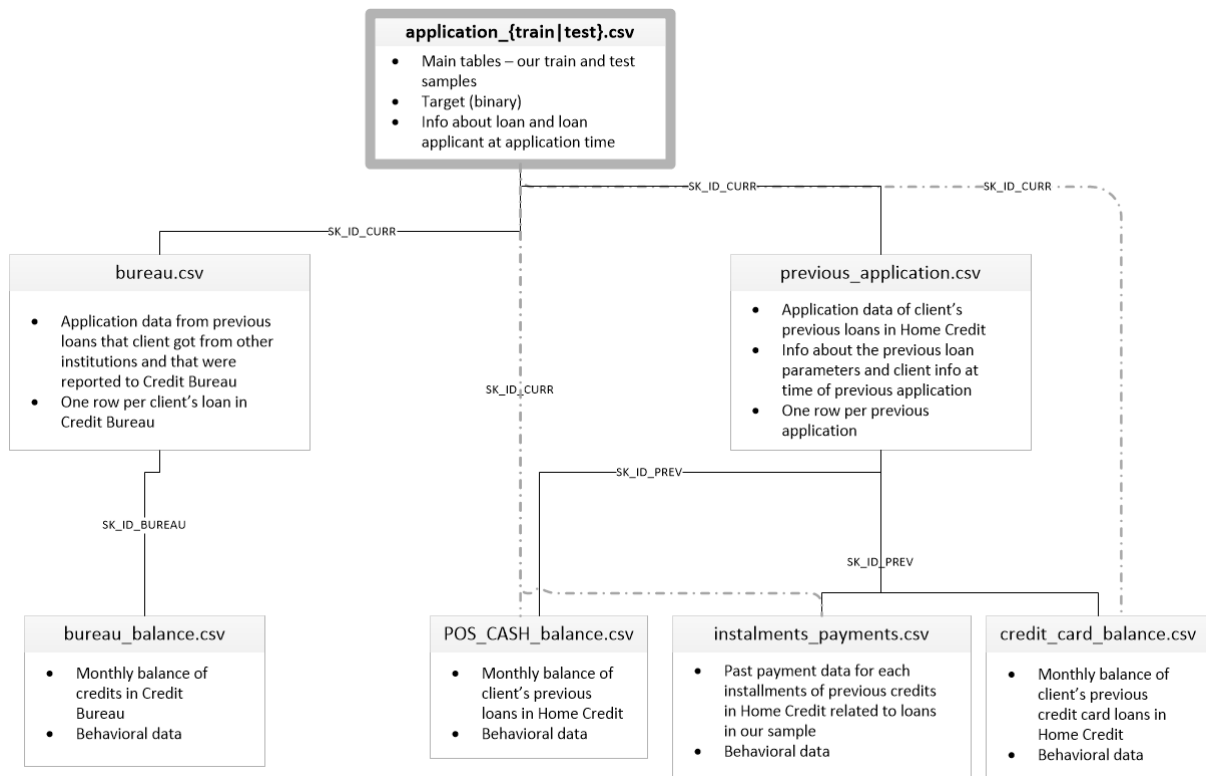 application_{train|test}.csv
• Main tables – our train and test
samples
• Target (binary)
• Info about loan and loan
applicant at application time
SK_ID_CURR
SK_ID_CURR
SK_ID_CURR
bureau.csv
• Application data from previous
loans that client got from other
institutions and that were
reported to Credit Bureau
• One row per client's loan in
Credit Bureau
previous_application.csv
• Application data of client's
previous loans in Home Credit
• Info about the previous loan
parameters and client info at
time of previous application
• One row per previous
application
SK_ID_CURR
SK_ID_PREV
SK_ID_BUREAU
SK_ID_PREV
bureau_balance.csv
• Monthly balance of
credits in Credit
Bureau
• Behavioral data
POS_CASH_balance.csv
• Monthly balance of
client's previous
loans in Home Credit
• Behavioral data
instalments_payments.csv
• Past payment data for each
installments of previous credits
in Home Credit related to loans
in our sample
• Behavioral data
credit_card_balance.csv
• Monthly balance of
client's previous
credit card loans in
Home Credit
• Behavioral data